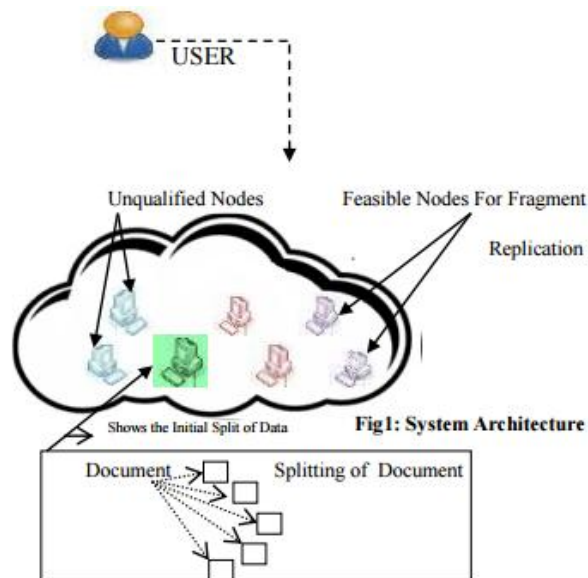 USER
Unqualified Nodes
Feasible Nodes For Fragment
Replication
Shows the Initial Split of Data
Fig1: System Architecture
Document
Splitting of Document